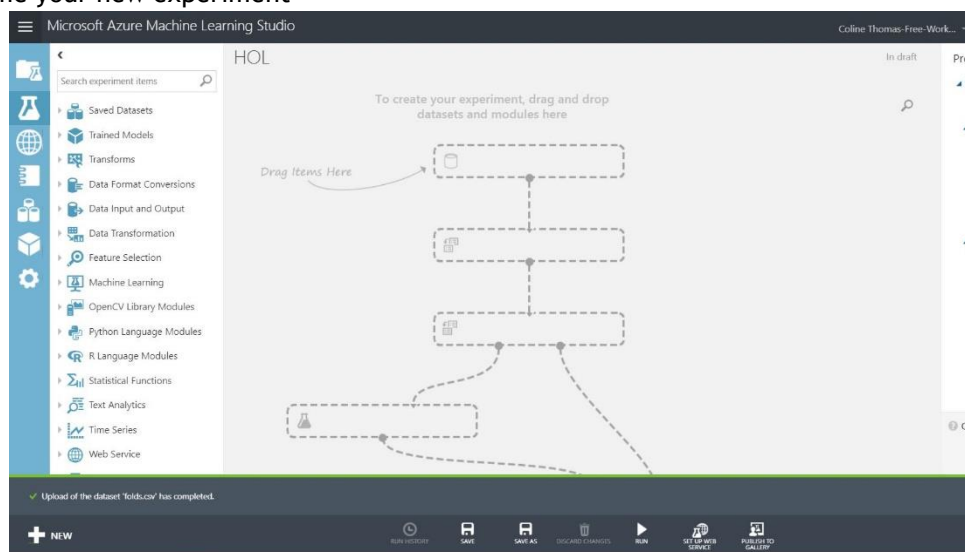 Microsoft Azure Machine Learning Studio
Coline Thomas-Free-Work...
Search experiment items
Saved Datasets
Trained Models
Transforms
Data Format Conversions
Data Input and Output
Data Transformation
Feature Selection
Machine Learning
OpenCV Library Modules
Python Language Modules
R Language Modules
Statistical Functions
Text Analytics
Time Series
Web Service
HOL
In draft
To create your experiment, drag and drop
datasets and modules here
Drag Items Here
Upload of the dataset 'folds.csv' has completed.
NEW
RUN HISTORY
SAVE
SAVE AS
DISCARD CHANGES
RUN
SET UP WEB
SERVICE
PUBLISH TO
GALLERY